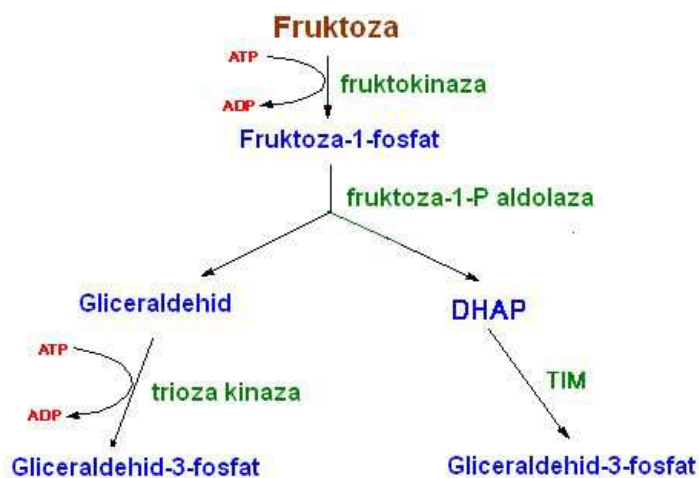 Fruktoza
ATP
fruktokinaza
ADP
Fruktoza-1-fosfat
fruktoza-1-P aldolaza
Gliceraldehid
DHAP
ATP
TIM
trioza kinaza
ADP
Gliceraldehid-3-fosfat
Gliceraldehid-3-fosfat